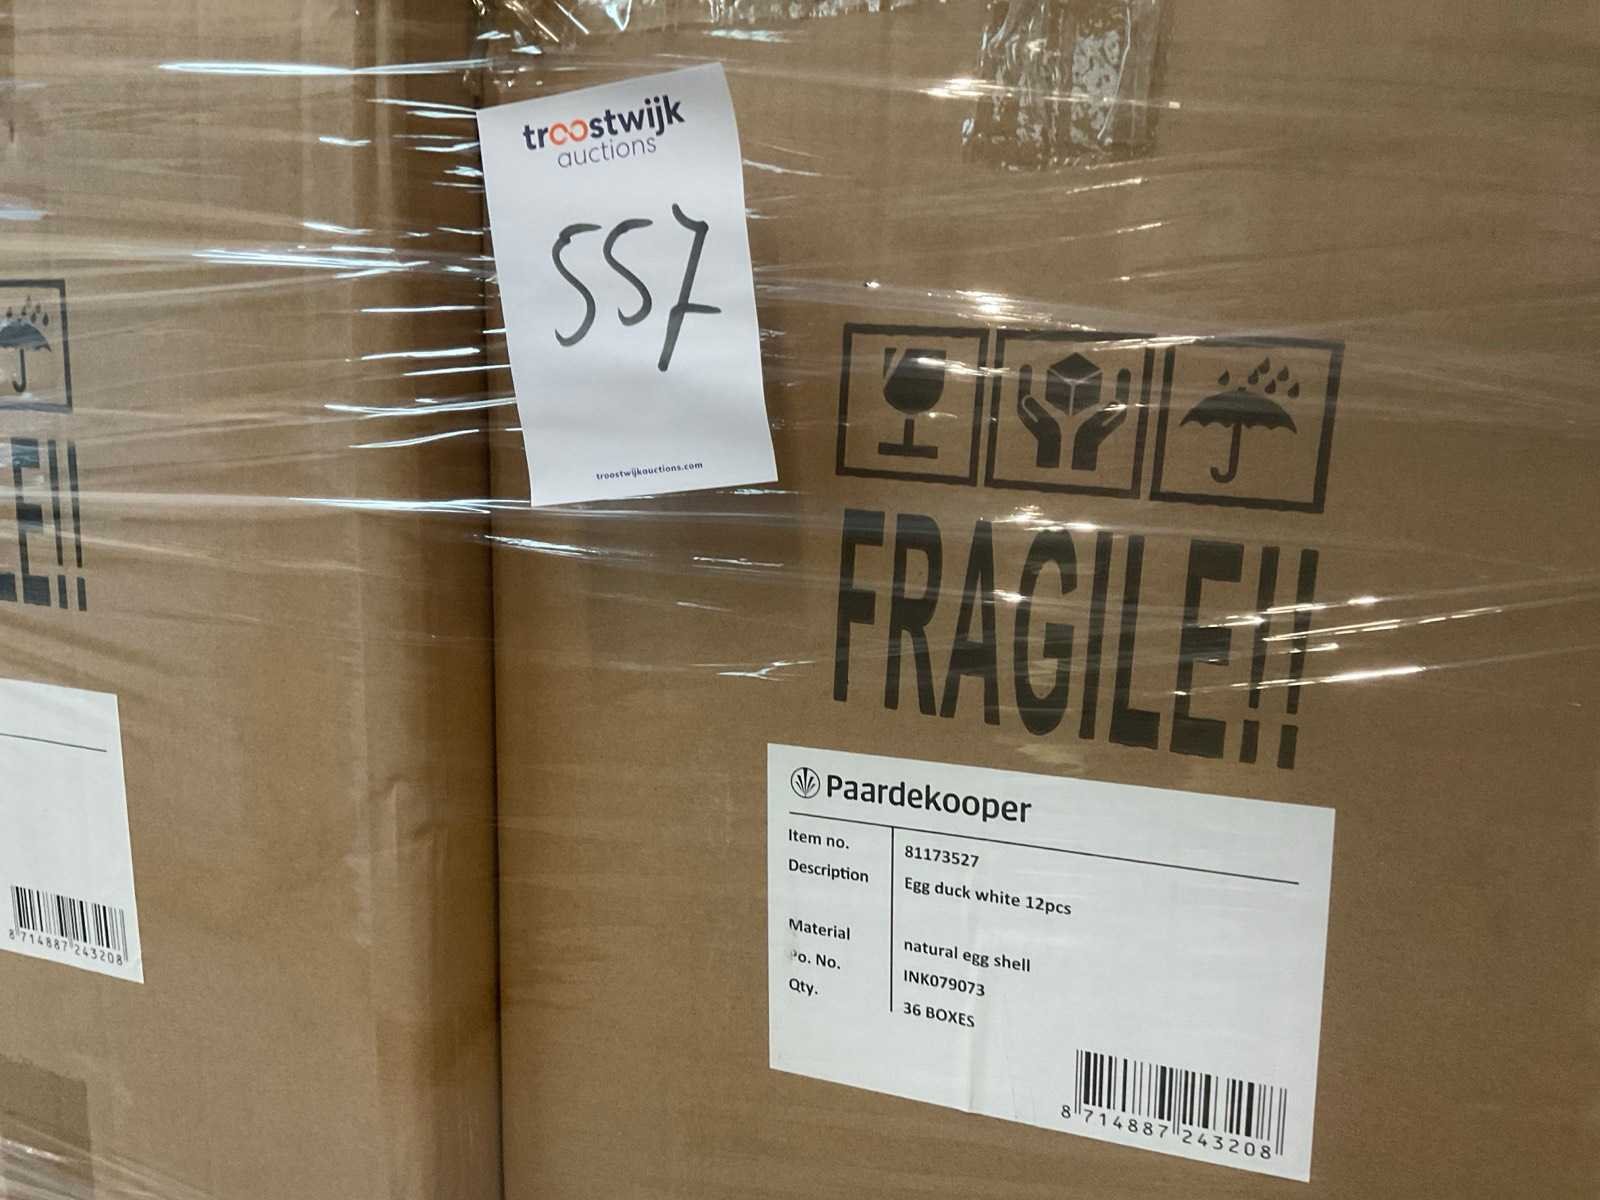 troostwijk
auctions
557
troostwijkauctions.com
FRAGILE!!
LE!!
Paardekooper
Item no. 81173527
Description Egg duck white 12pcs
Material natural egg shell
Po. No. INK079073
Qty. 36 BOXES
8 714887 243208
8 714887 243208